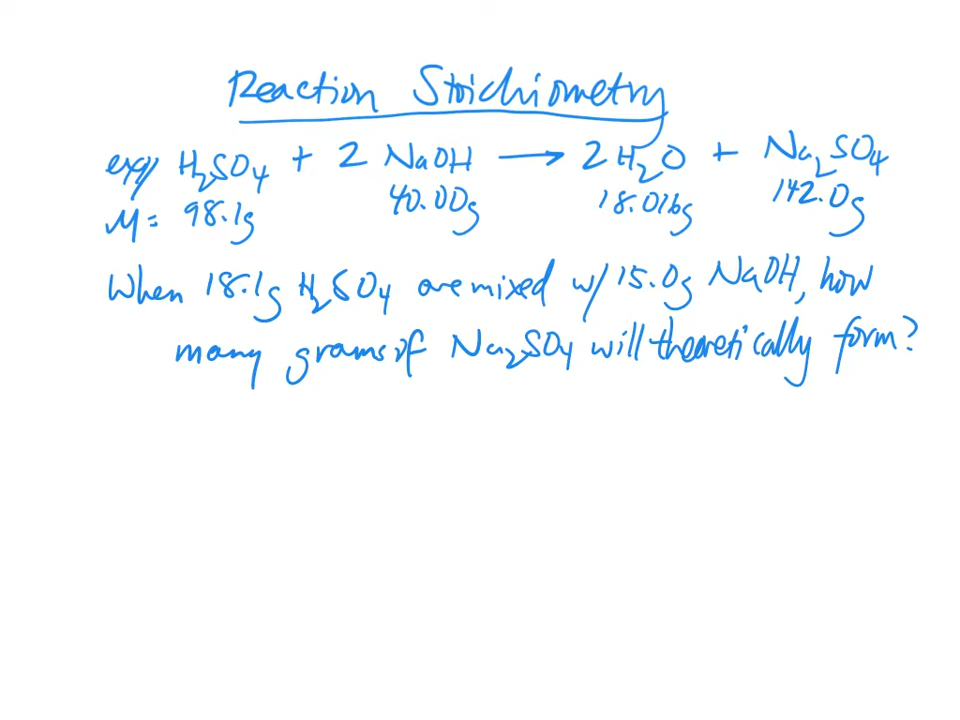 Reaction Stoichiometry
ex// H₂SO₄ + 2 NaOH → 2 H₂O + Na₂SO₄
M = 98.1g 40.00g 18.016g 142.0g
When 18.1g H₂SO₄ are mixed w/ 15.0g NaOH, how
many grams of Na₂SO₄ will theoretically form?